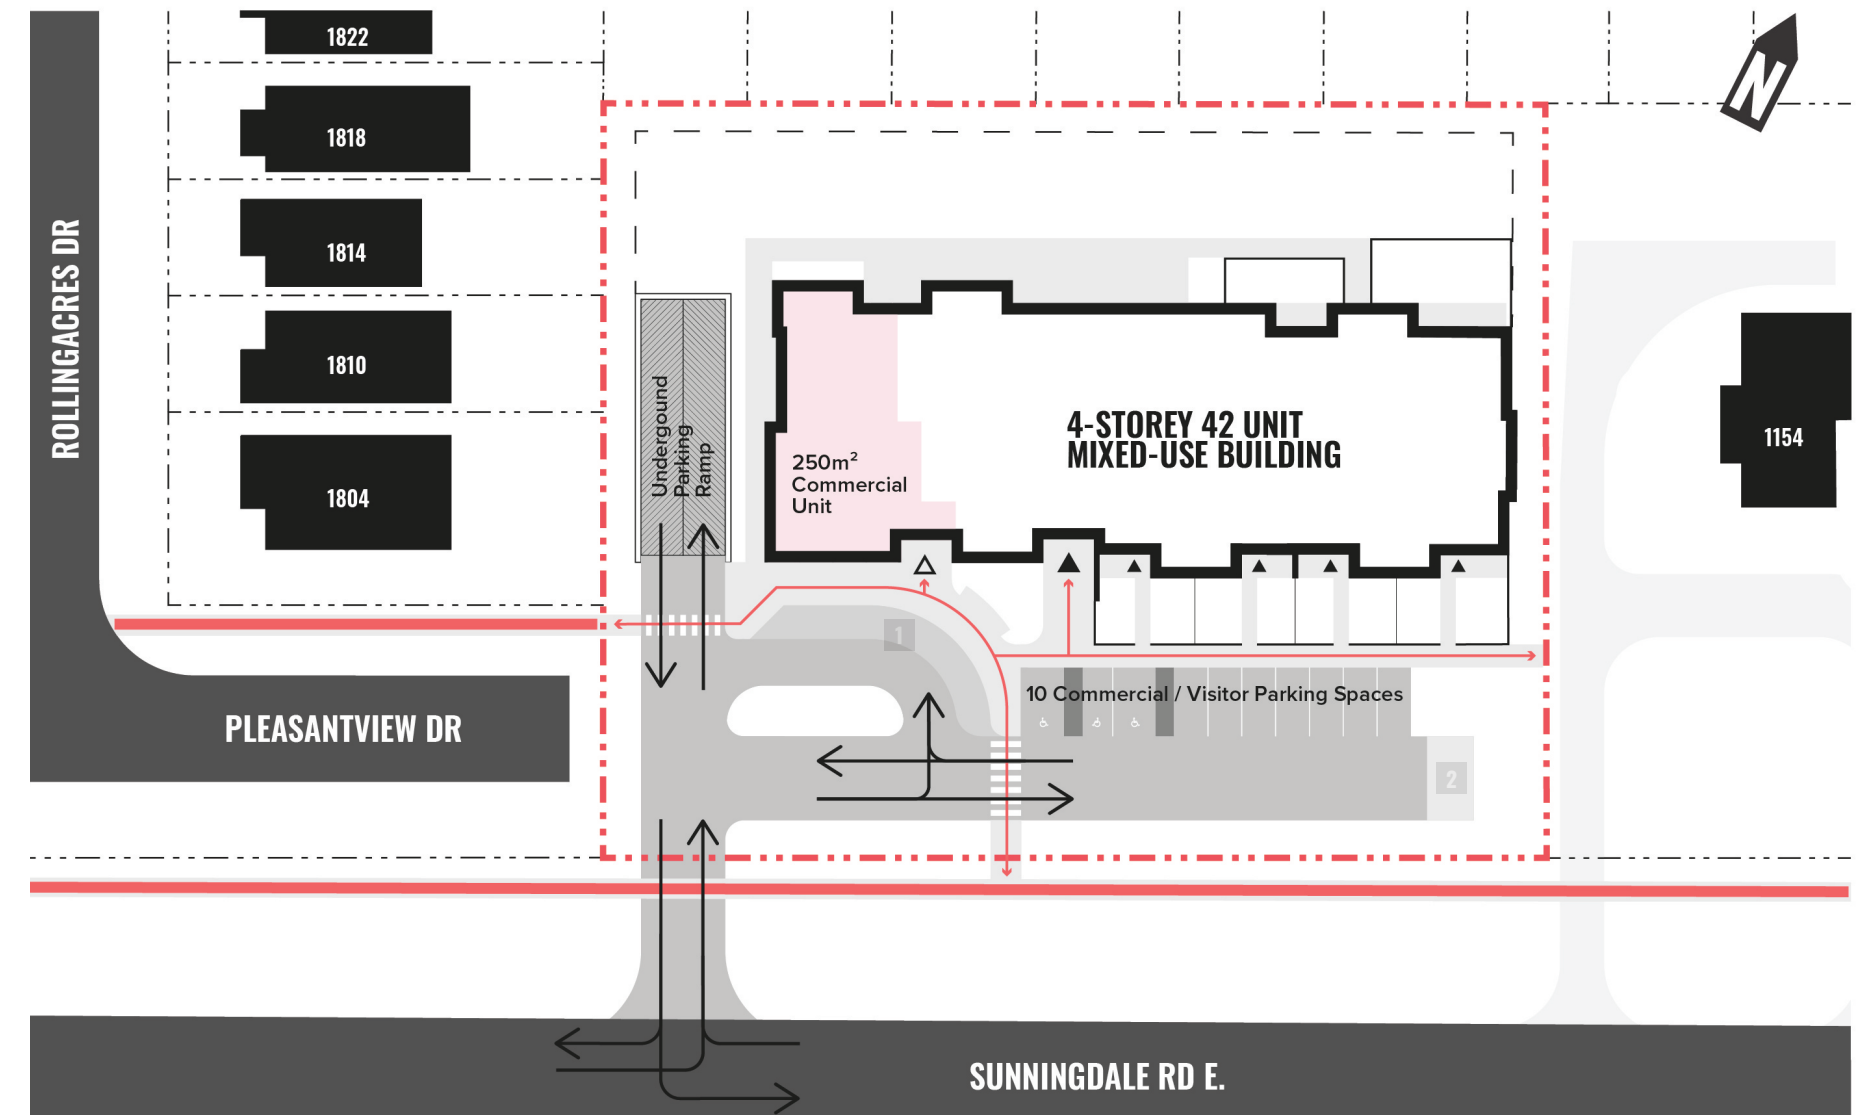 1822
N
1818
ROLLINGACRES DR
1814
1810
1804
Undergound
Parking
Ramp
250m²
Commercial
Unit
4-STOREY 42 UNIT
MIXED-USE BUILDING
1154
1
10 Commercial / Visitor Parking Spaces
PLEASANTVIEW DR
2
SUNNINGDALE RD E.